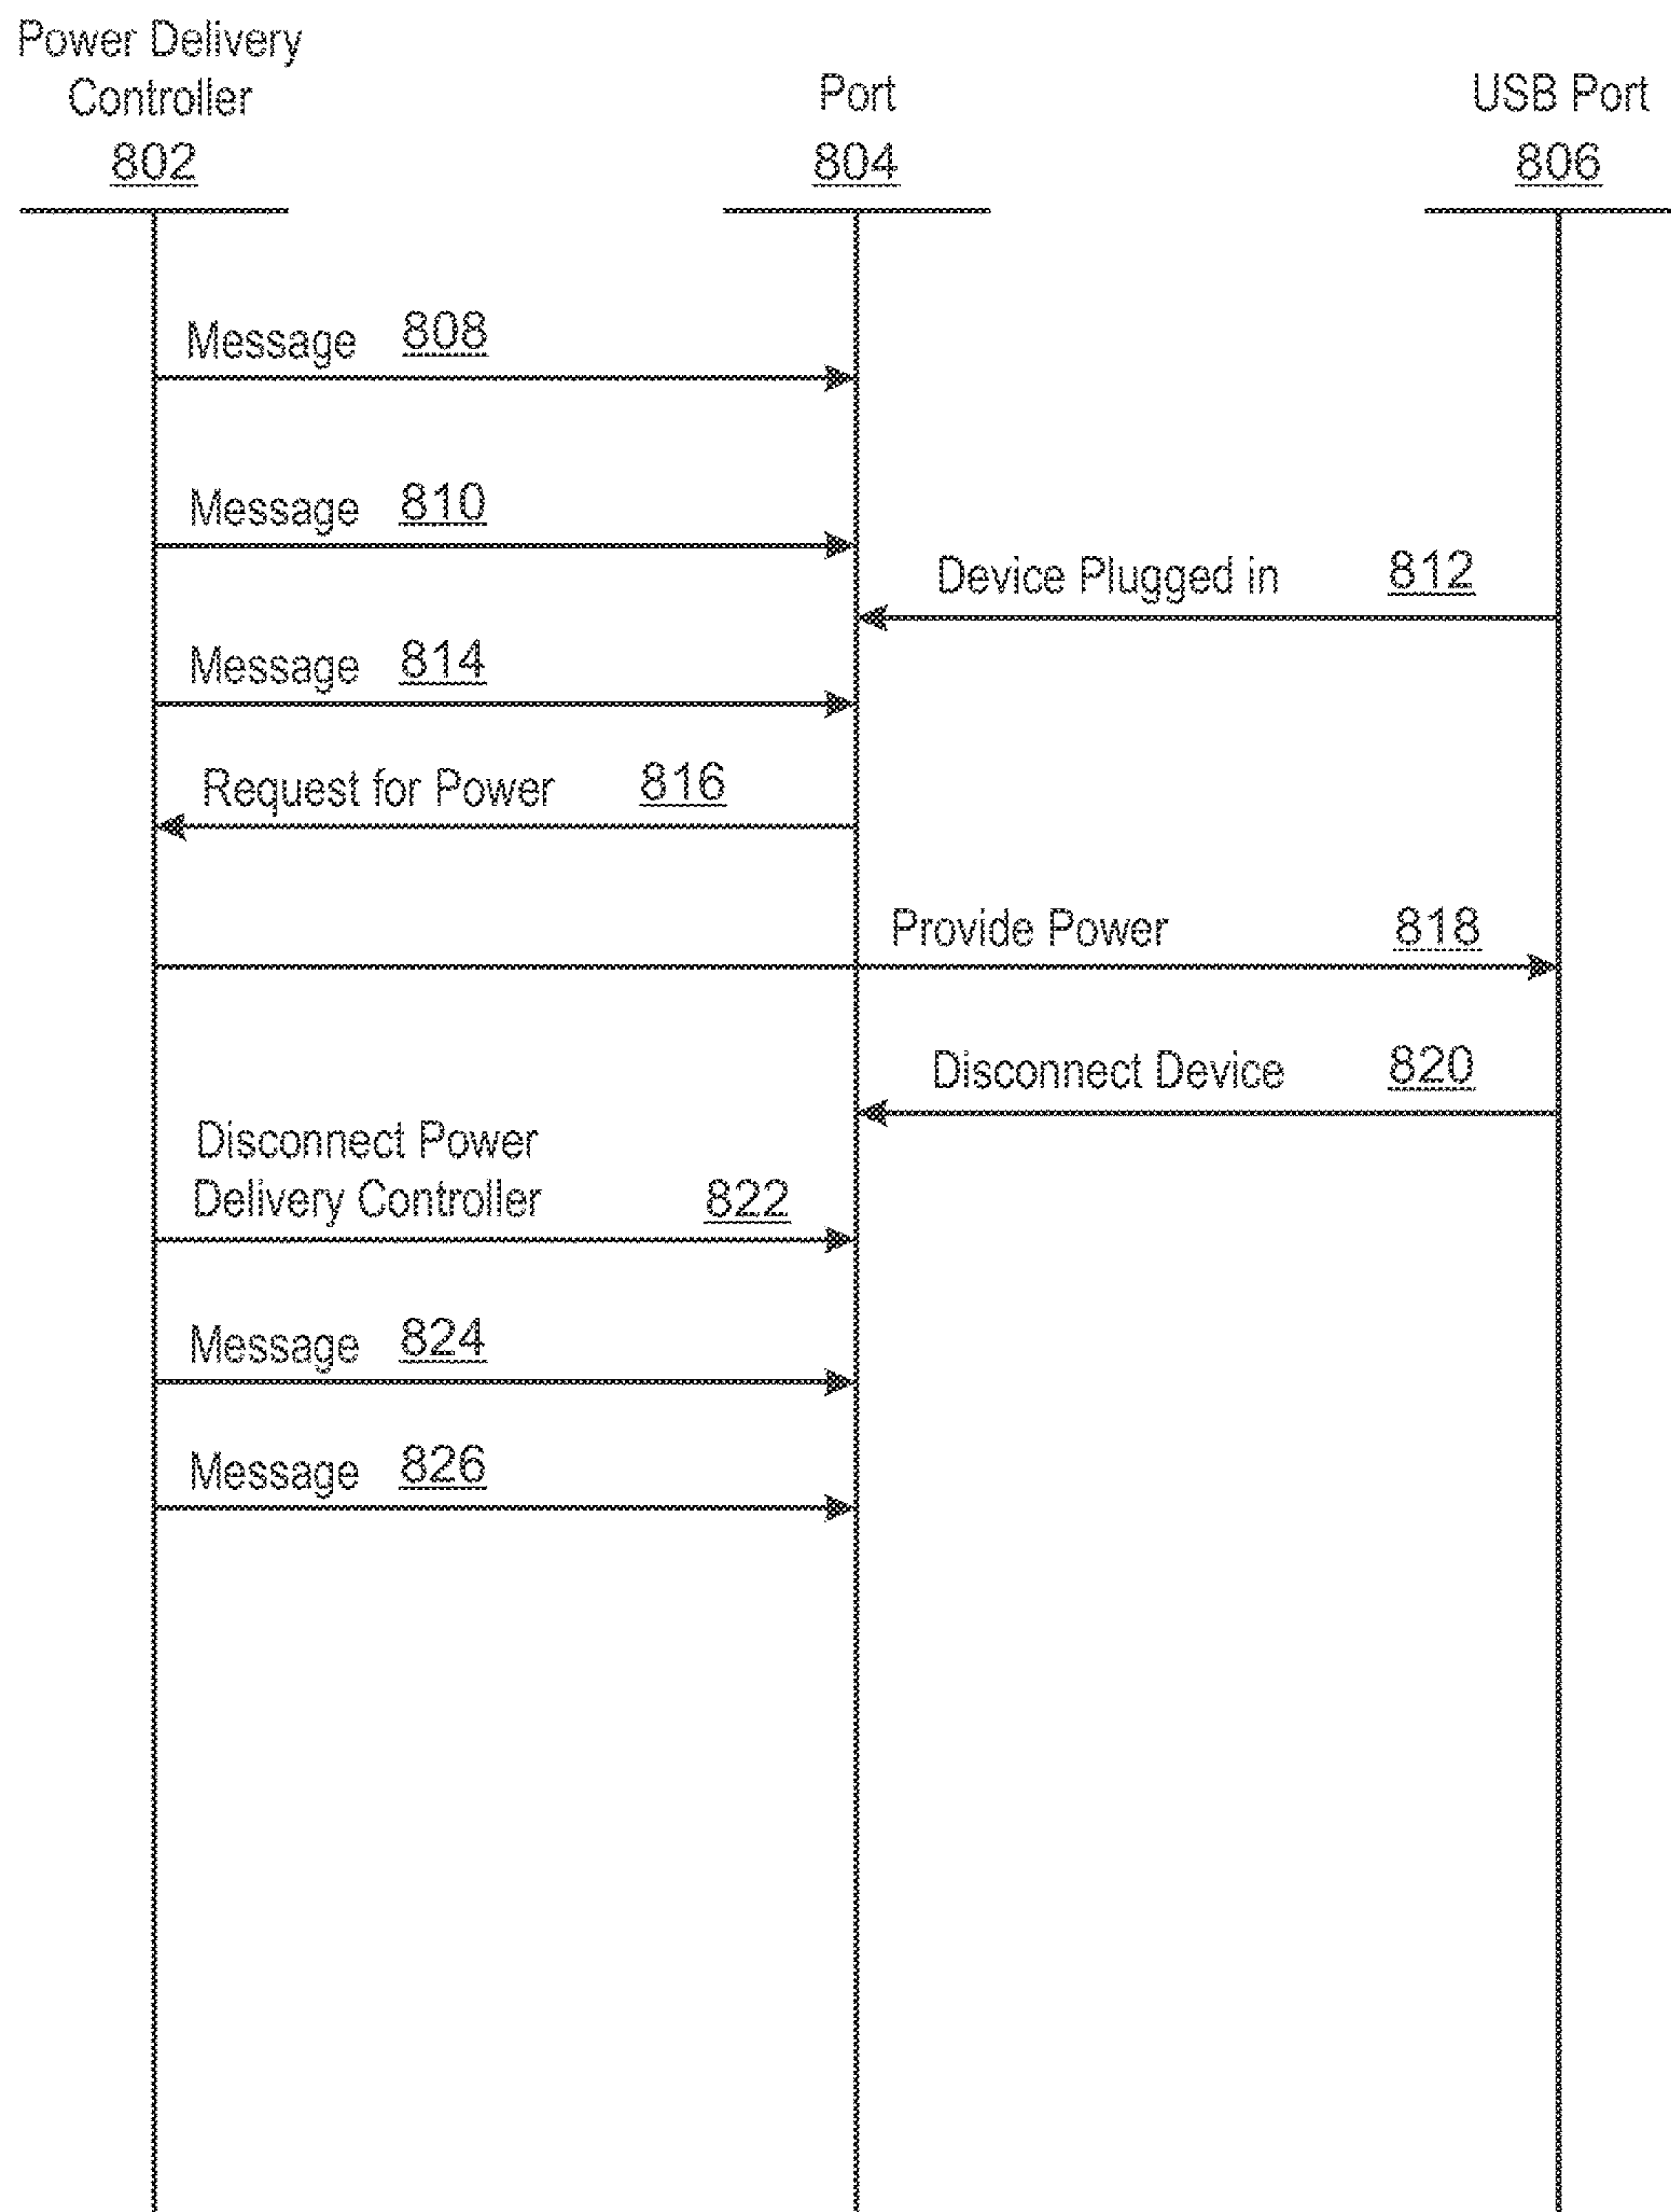 Power Delivery
Controller
802
Port
804
USB Port
806
Message 808
Message 810
Device Plugged in 812
Message 814
Request for Power 816
Provide Power 818
Disconnect Device 820
Disconnect Power
Delivery Controller 822
Message 824
Message 826